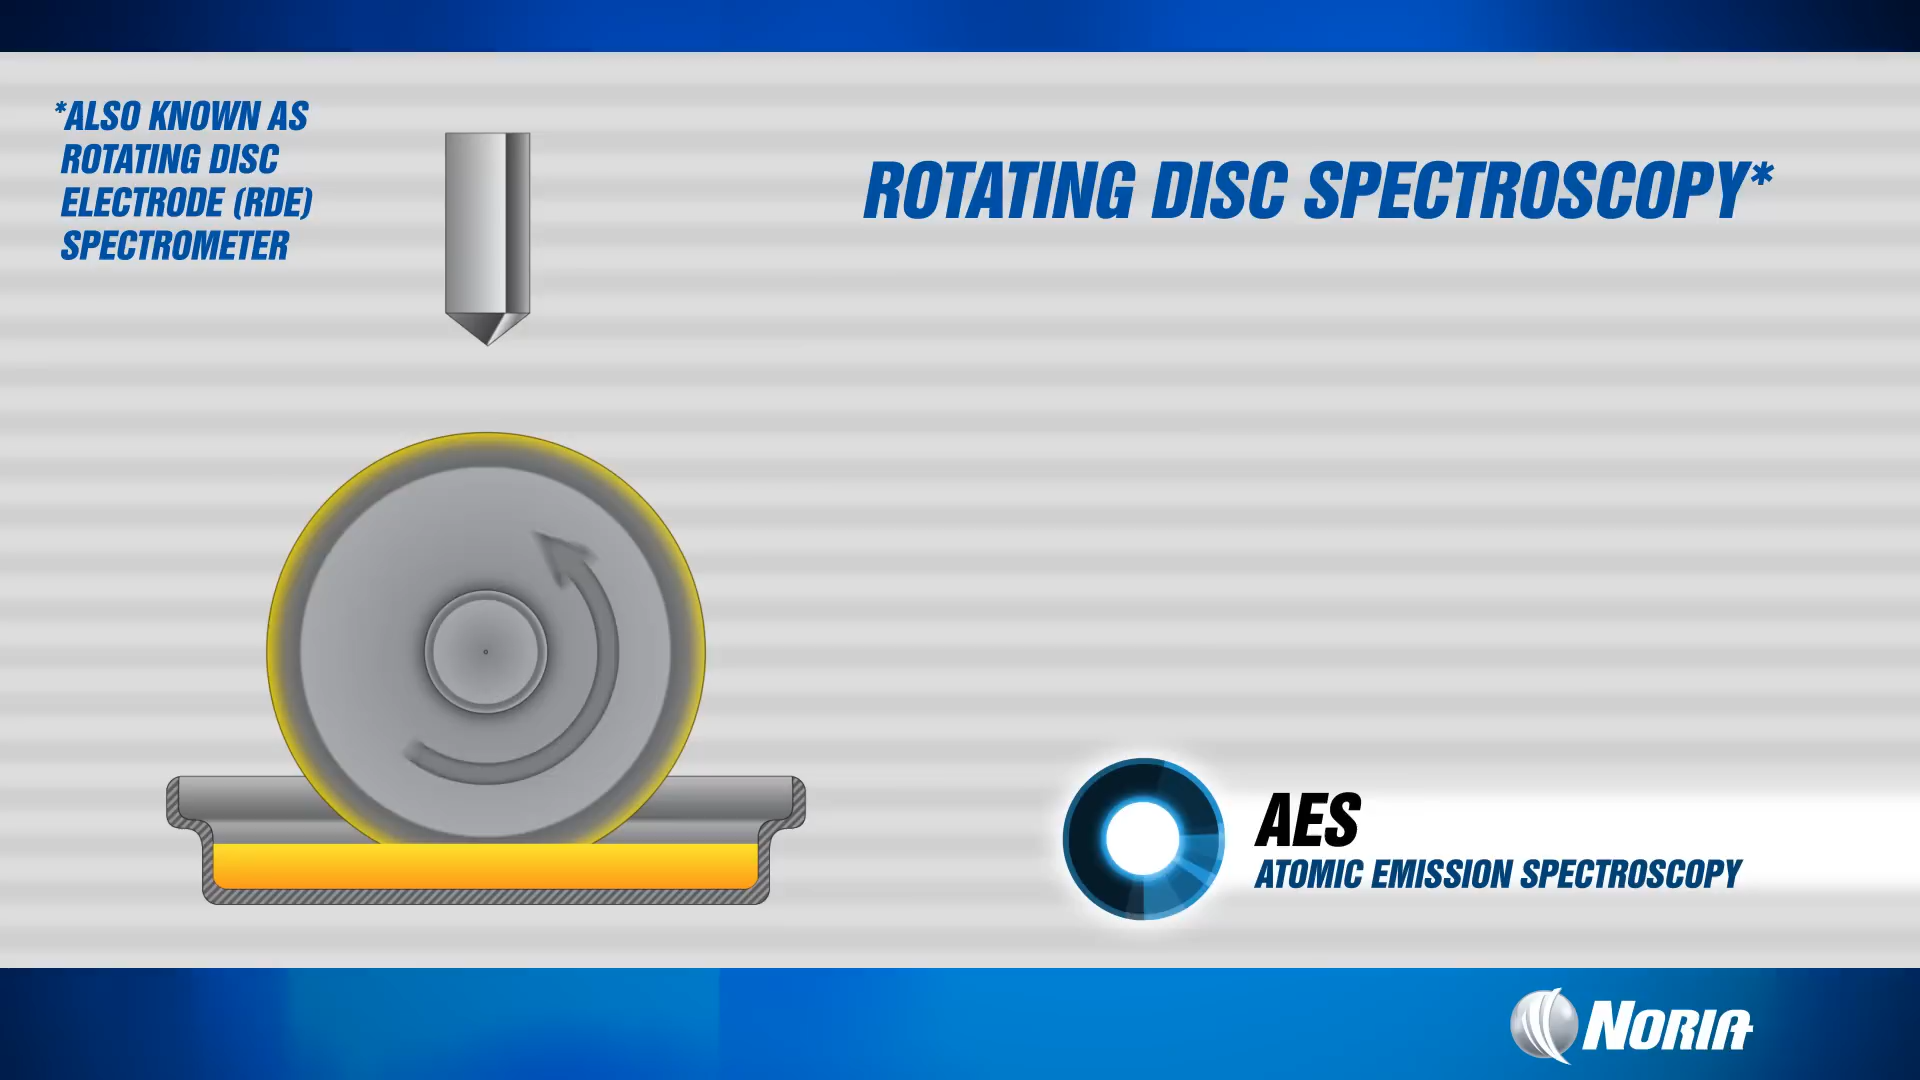 *ALSO KNOWN AS
ROTATING DISC
ELECTRODE (RDE)
SPECTROMETER
ROTATING DISC SPECTROSCOPY*
AES
ATOMIC EMISSION SPECTROSCOPY
NORIA